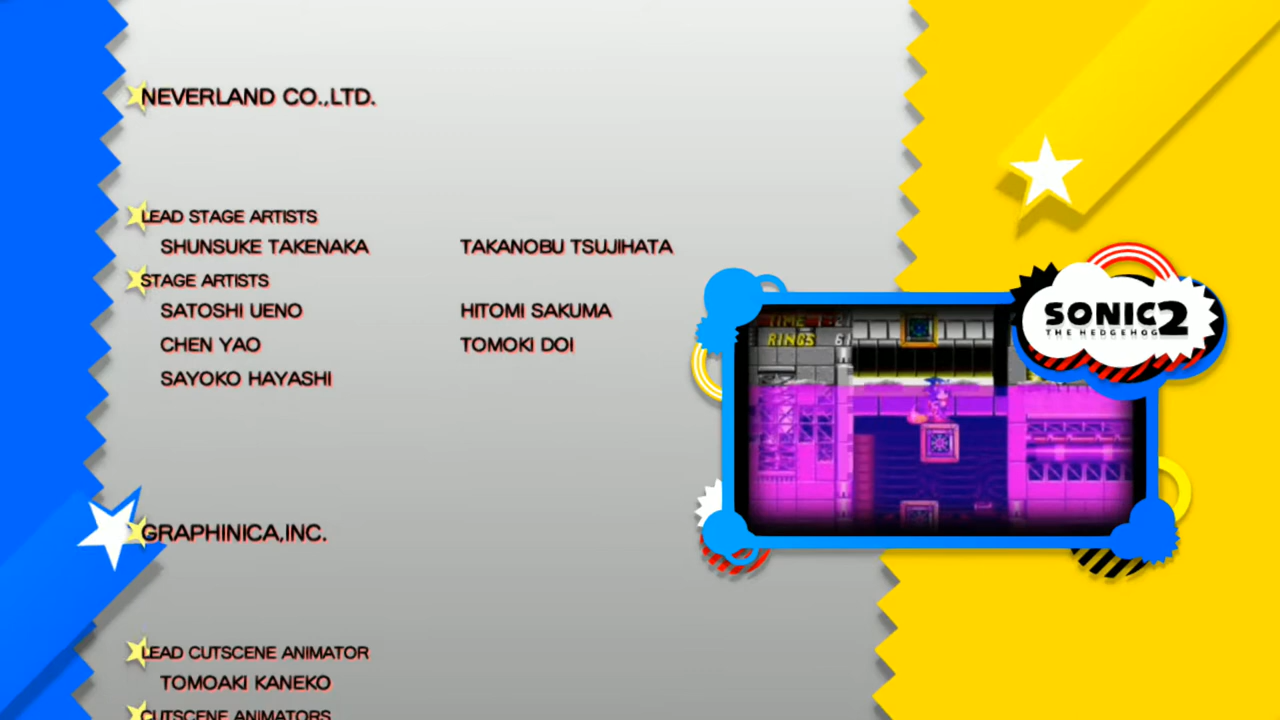 NEVERLAND CO.,LTD.
LEAD STAGE ARTISTS
SHUNSUKE TAKENAKA TAKANOBU TSUJIHATA
STAGE ARTISTS
SATOSHI UENO HITOMI SAKUMA
CHEN YAO TOMOKI DOI
SAYOKO HAYASHI
GRAPHINICA,INC.
LEAD CUTSCENE ANIMATOR
TOMOAKI KANEKO
CUTSCENE ANIMATORS
SONIC 2
THE HEDGEHOG
TIME
RINGS 61